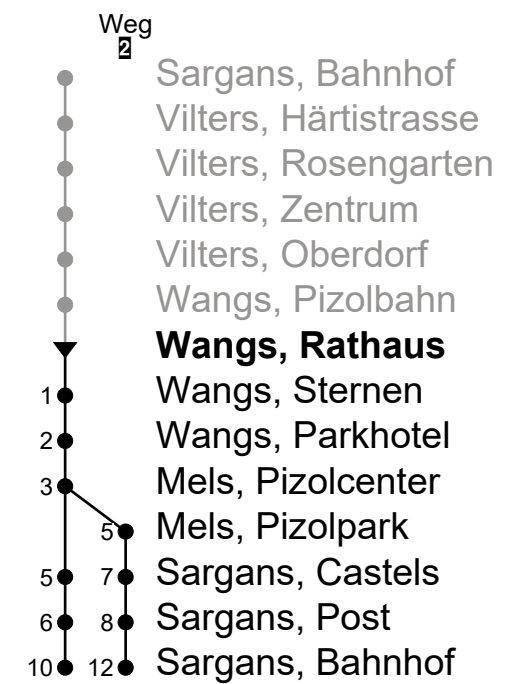 Weg
2
Sargans, Bahnhof
Vilters, Härtistrasse
Vilters, Rosengarten
Vilters, Zentrum
Vilters, Oberdorf
Wangs, Pizolbahn
Wangs, Rathaus
1 Wangs, Sternen
2 Wangs, Parkhotel
3 Mels, Pizolcenter
5 Mels, Pizolpark
5 7 Sargans, Castels
6 8 Sargans, Post
10 12 Sargans, Bahnhof